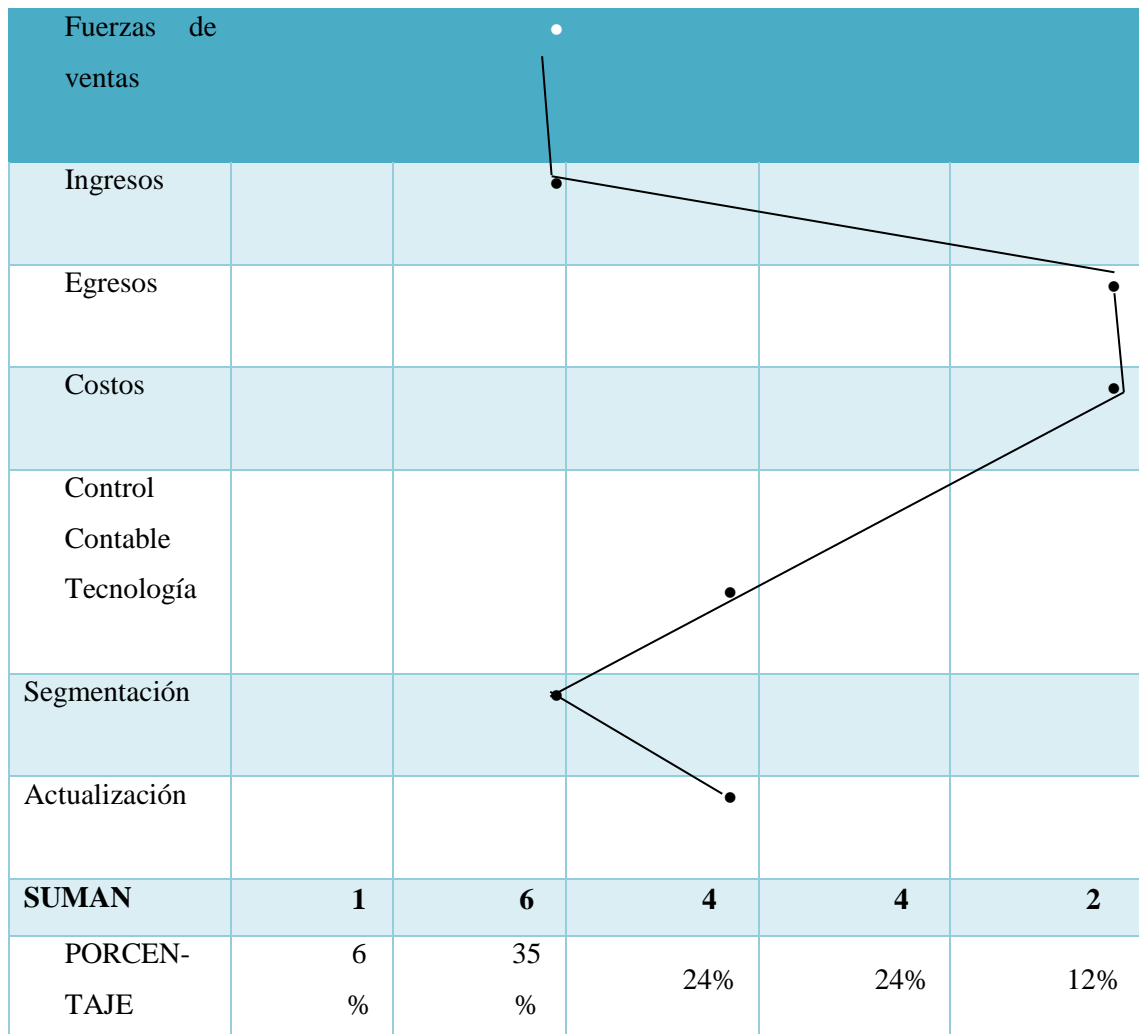 Fuerzas de
ventas
Ingresos
Egresos
Costos
Control
Contable
Tecnología
Segmentación
Actualización
SUMAN 1 6 4 4 2
PORCEN- 6 35 24% 24% 12%
TAJE % %